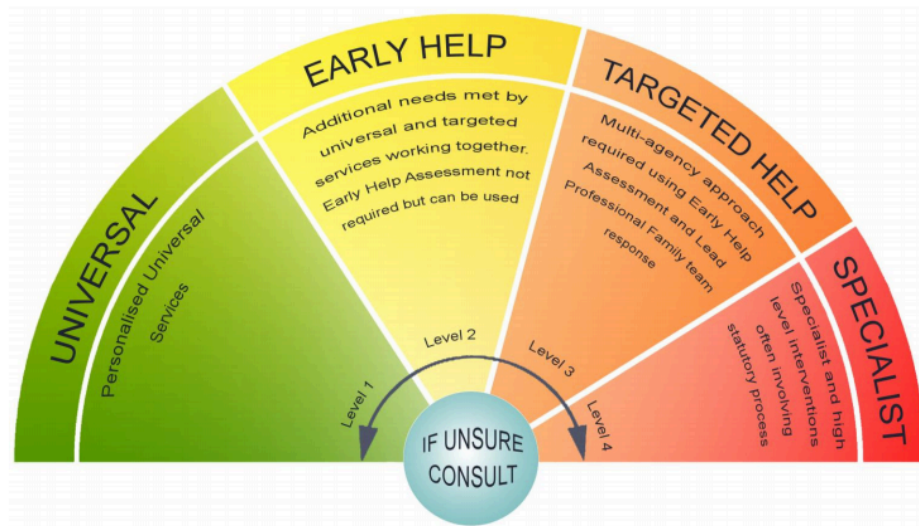 UNIVERSAL
Personalised Universal
Services
Level 1
EARLY HELP
Additional needs met by
universal and targeted
services working together.
Early Help Assessment not
required but can be used
Level 2
TARGETED HELP
Multi-agency approach
required using Early Help
Assessment and Lead
Professional Family team
response
Level 3
SPECIALIST
Specialist and high
level interventions
often involving
statutory process
Level 4
IF UNSURE
CONSULT